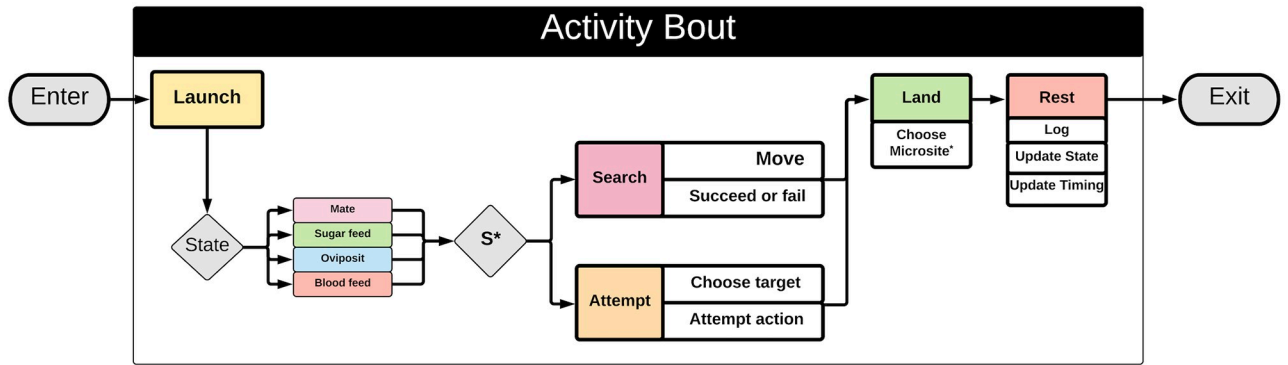 Activity Bout
Enter
Launch
State
Mate
Sugar feed
Oviposit
Blood feed
S*
Search
Move
Succeed or fail
Attempt
Choose target
Attempt action
Land
Choose
Microsite*
Rest
Log
Update State
Update Timing
Exit